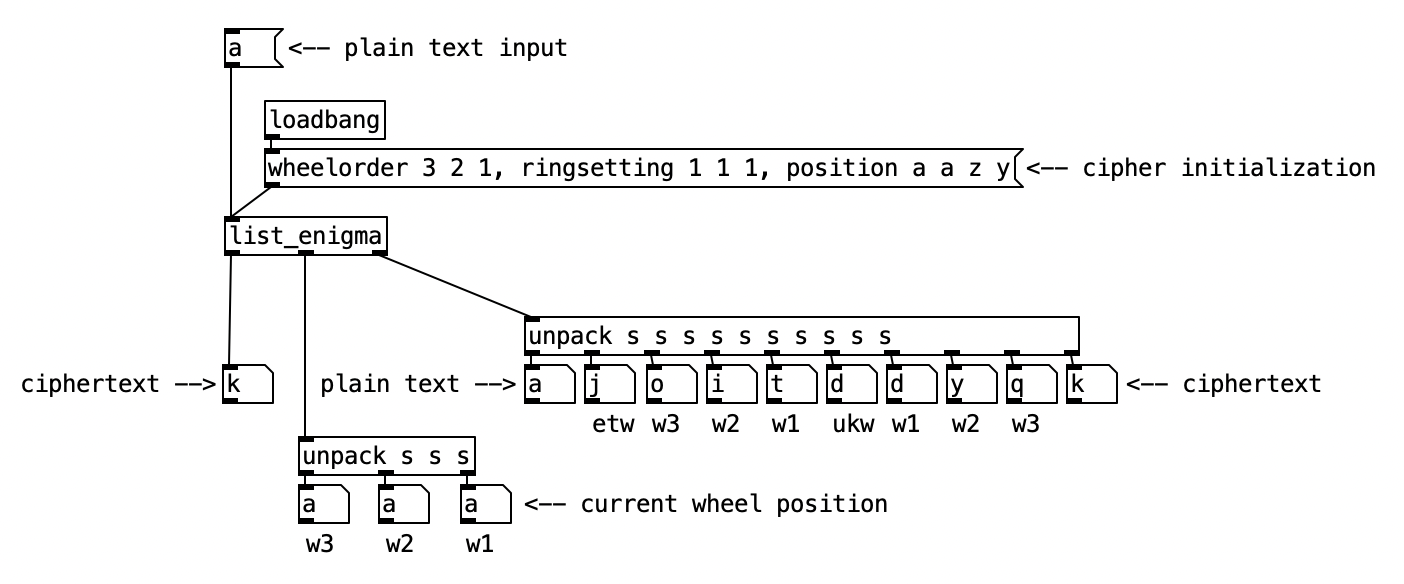 a <-- plain text input
loadbang
wheelorder 3 2 1, ringsetting 1 1 1, position a a z y <-- cipher initialization
list_enigma
unpack s s s s s s s s s s
ciphertext --> k plain text --> a j o i t d d y q k <-- ciphertext
etw w3 w2 w1 ukw w1 w2 w3
unpack s s s
a a a <-- current wheel position
w3 w2 w1